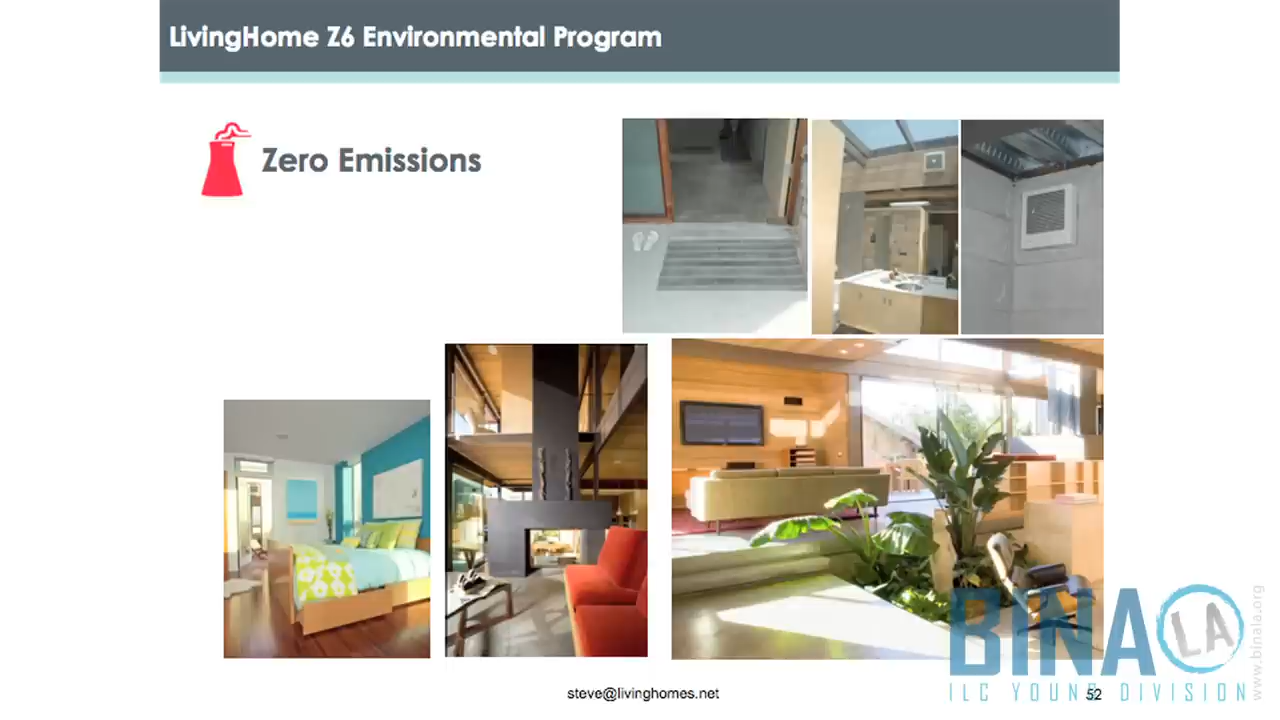 LivingHome Z6 Environmental Program
Zero Emissions
BINA LA
ILC YOUNG DIVISION
www.binala.org
steve@livinghomes.net
52